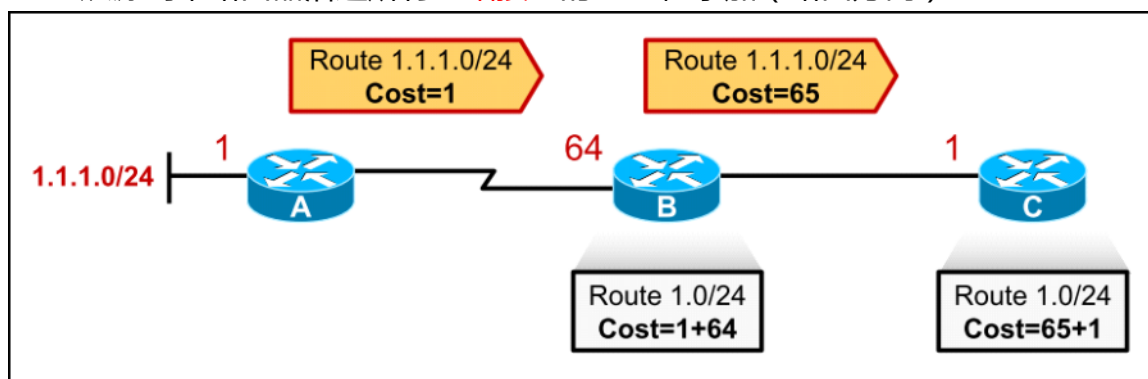 Route 1.1.1.0/24
Cost=1
Route 1.1.1.0/24
Cost=65
1
64
1
1.1.1.0/24
A
B
C
Route 1.0/24
Cost=1+64
Route 1.0/24
Cost=65+1